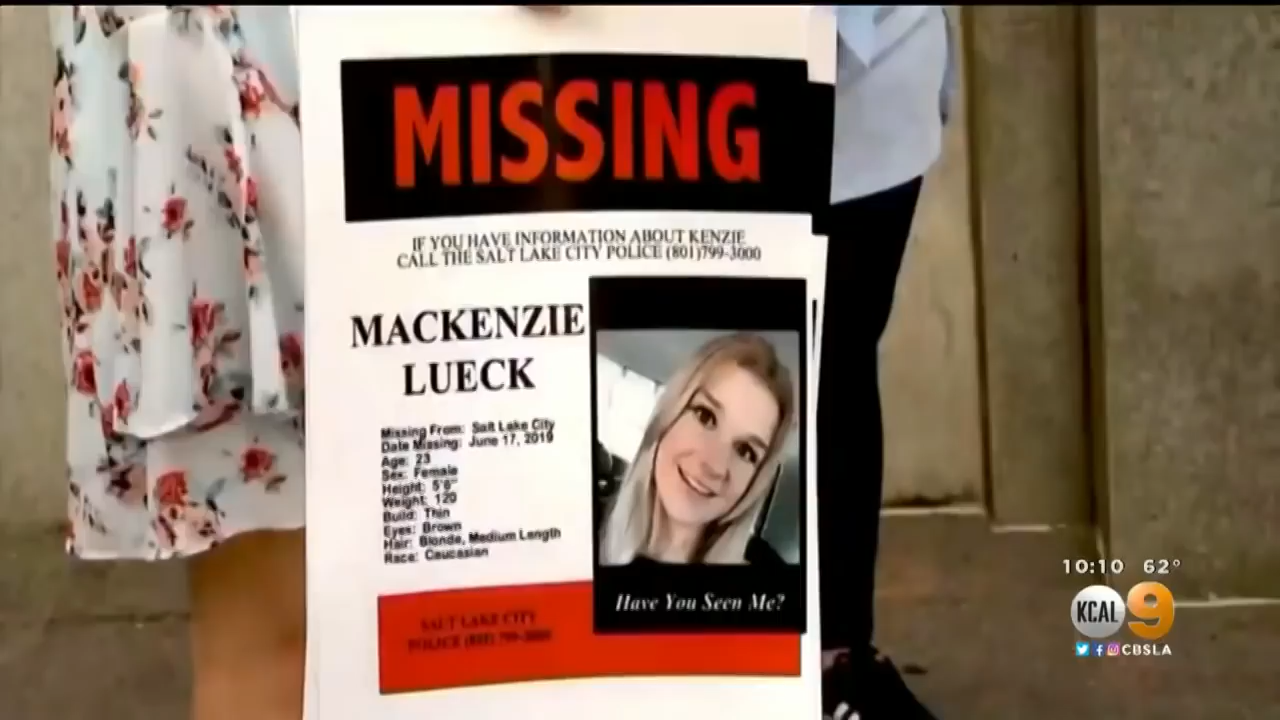 MISSING
IF YOU HAVE INFORMATION ABOUT KENZIE
CALL THE SALT LAKE CITY POLICE (801)799-3000
MACKENZIE
LUECK
Missing From: Salt Lake City
Date Missing: June 17, 2019
Age: 23
Sex: Female
Height: 5'6"
Weight: 120
Build: Thin
Eyes: Brown
Hair: Blonde, Medium Length
Race: Caucasian
Have You Seen Me?
SALT LAKE CITY
POLICE (801) 799-3000
10:10 62°
KCAL 9
CBSLA